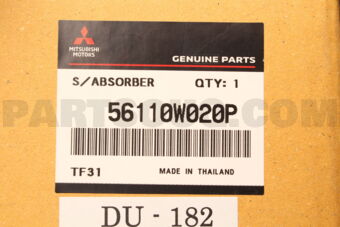 MITSUBISHI
MOTORS
GENUINE PARTS
S/ABSORBER QTY: 1
56110W020P
TF31 MADE IN THAILAND
DU - 182